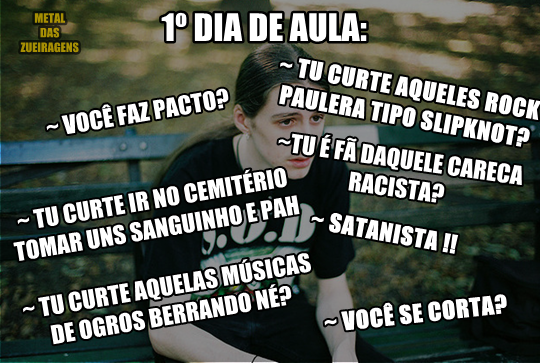 METAL
DAS
ZUEIRAGENS
1º DIA DE AULA:
~ TU CURTE AQUELES ROCK
PAULERA TIPO SLIPKNOT?
~ VOCÊ FAZ PACTO?
~TU É FÃ DAQUELE CARECA
RACISTA?
~ TU CURTE IR NO CEMITÉRIO
TOMAR UNS SANGUINHO E PAH
~ SATANISTA !!
~ TU CURTE AQUELAS MÚSICAS
DE OGROS BERRANDO NÉ?
~ VOCÊ SE CORTA?